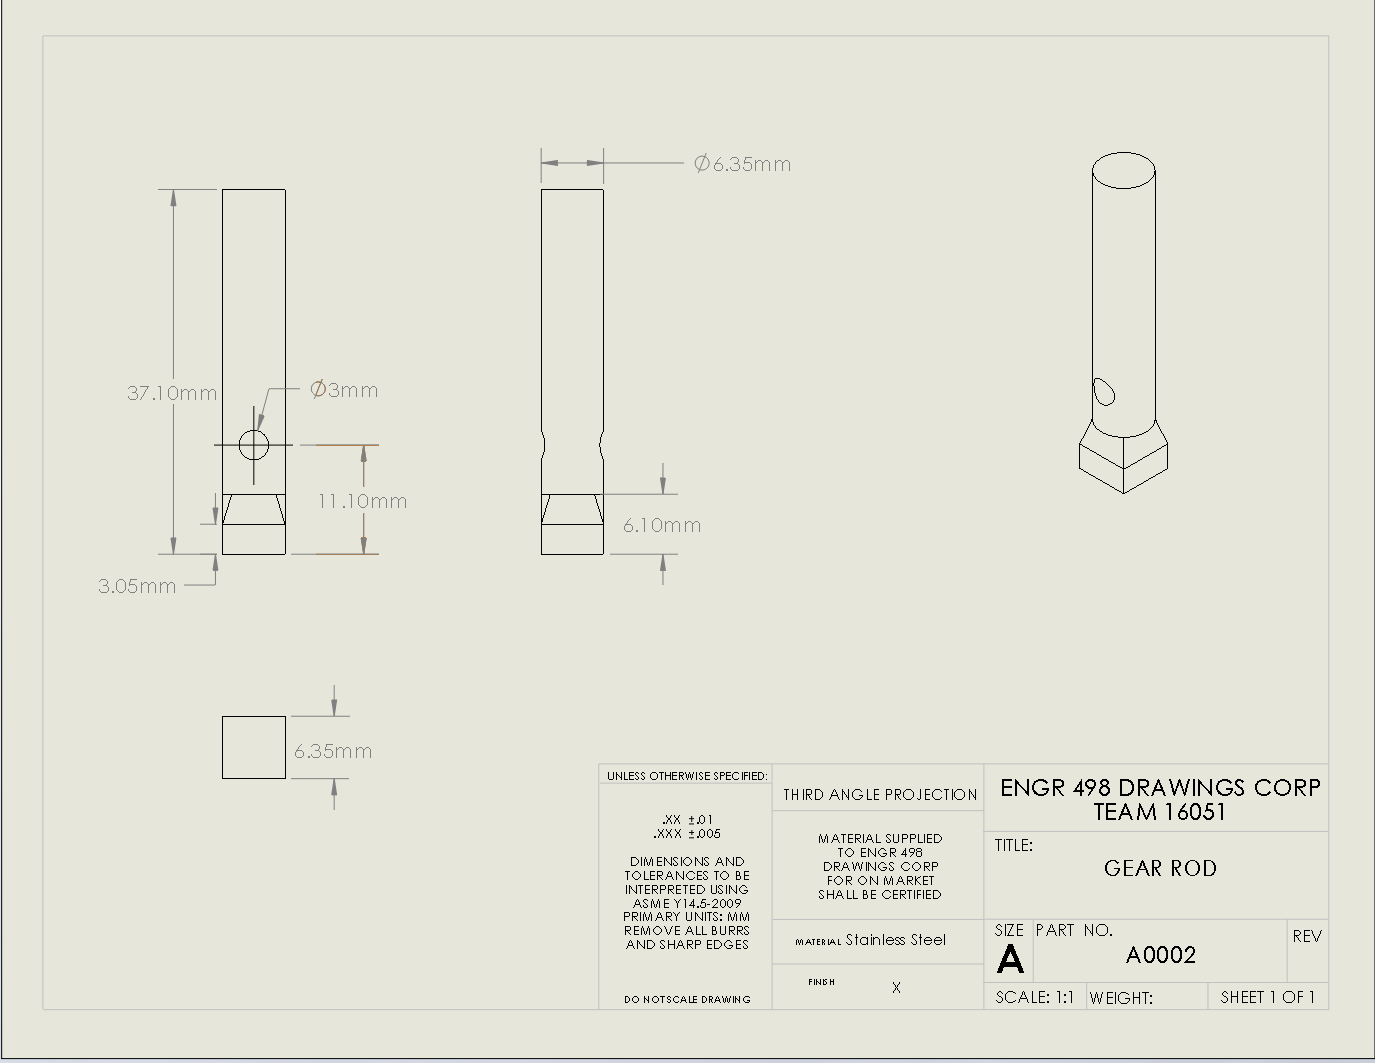 ⌀6.35mm
37.10mm
⌀3mm
11.10mm
6.10mm
3.05mm
6.35mm
UNLESS OTHERWISE SPECIFIED:
.XX ±.01
.XXX ±.005
DIMENSIONS AND
TOLERANCES TO BE
INTERPRETED USING
ASME Y14.5-2009
PRIMARY UNITS: MM
REMOVE ALL BURRS
AND SHARP EDGES
DO NOT SCALE DRAWING
THIRD ANGLE PROJECTION
MATERIAL SUPPLIED
TO ENGR 498
DRAWINGS CORP
FOR ON MARKET
SHALL BE CERTIFIED
MATERIAL Stainless Steel
FINISH X
ENGR 498 DRAWINGS CORP
TEAM 16051
TITLE:
GEAR ROD
SIZE
A
PART NO.
A0002
REV
SCALE: 1:1
WEIGHT:
SHEET 1 OF 1